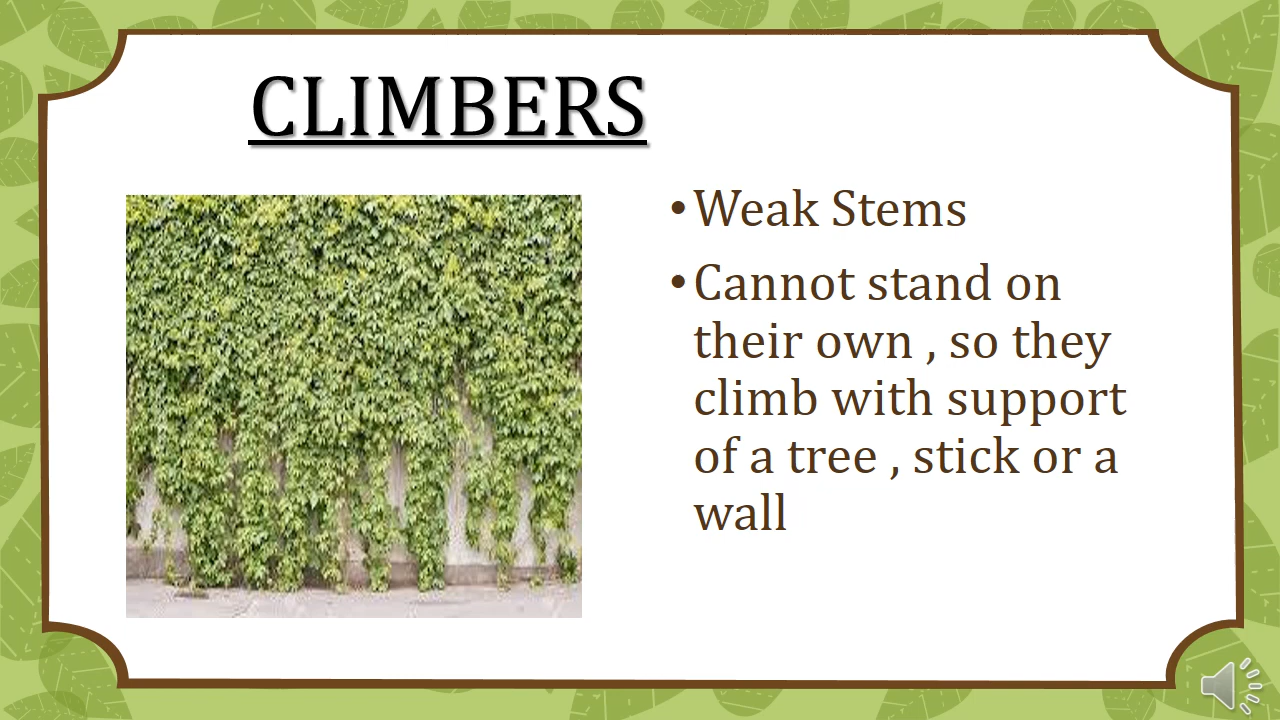 CLIMBERS
•Weak Stems
•Cannot stand on
their own , so they
climb with support
of a tree , stick or a
wall